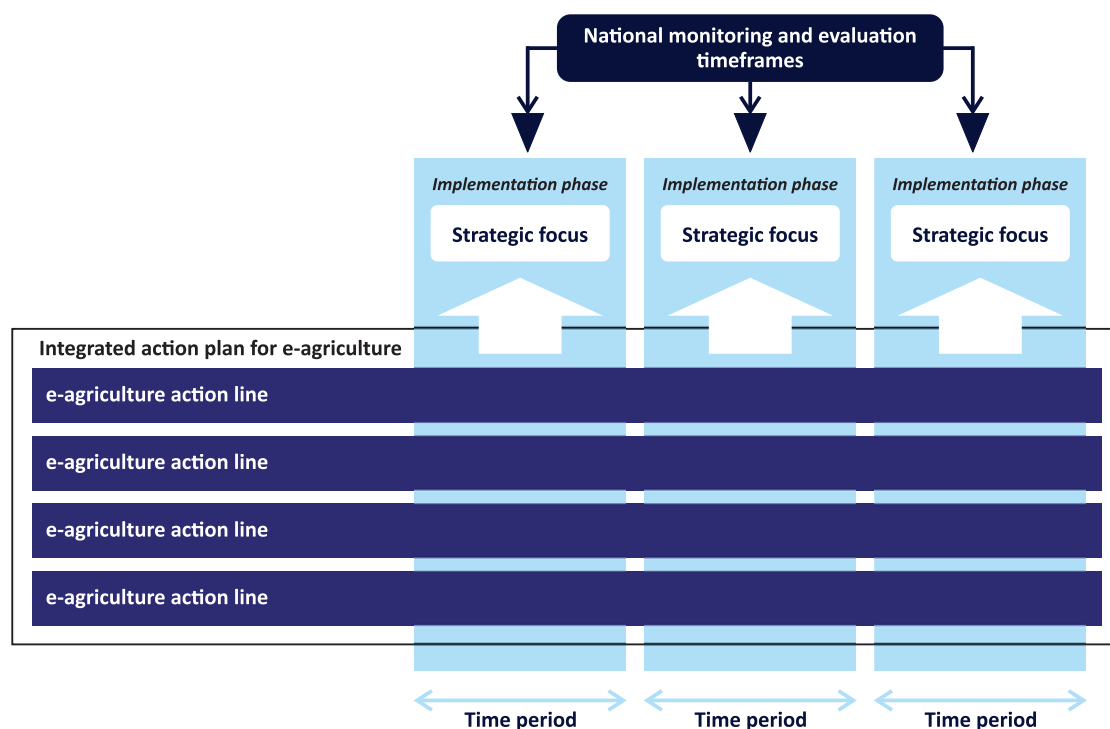 National monitoring and evaluation
timeframes
Implementation phase
Implementation phase
Implementation phase
Strategic focus
Strategic focus
Strategic focus
Integrated action plan for e-agriculture
e-agriculture action line
e-agriculture action line
e-agriculture action line
e-agriculture action line
Time period
Time period
Time period